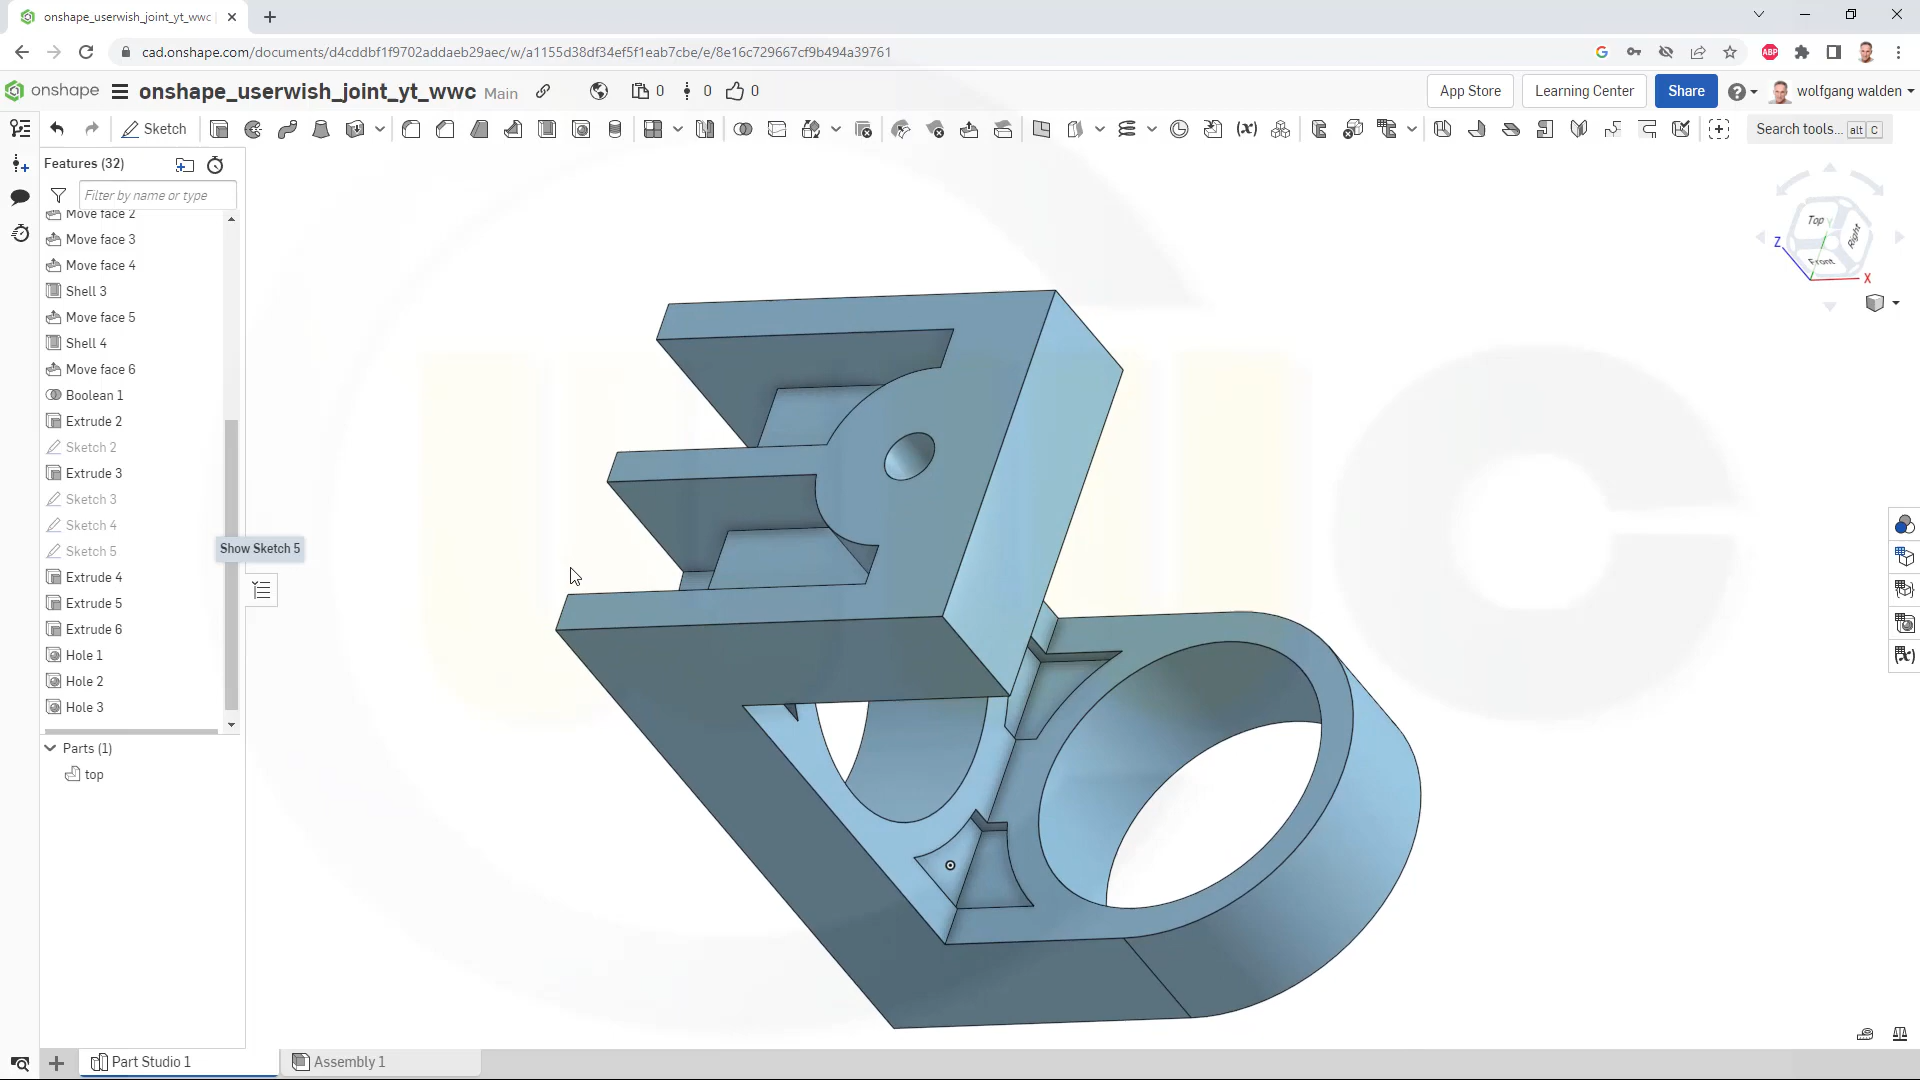 onshape_userwish_joint_yt_wwc
cad.onshape.com/documents/d4cddbf1f9702addaeb29aec/w/a1155d38df34ef5f1eab7cbe/e/8e16c729667cf9b494a39761
ABP
onshape onshape_userwish_joint_yt_wwc Main 0 0 0 App Store Learning Center Share wolfgang walden
Sketch Search tools... alt C
Features (32)
Filter by name or type
Move face 2
Move face 3
Move face 4
Shell 3
Move face 5
Shell 4
Move face 6
Boolean 1
Extrude 2
Sketch 2
Extrude 3
Sketch 3
Sketch 4
Sketch 5
Show Sketch 5
Extrude 4
Extrude 5
Extrude 6
Hole 1
Hole 2
Hole 3
Parts (1)
top
Top
Right
Front
Z
Y
X
Part Studio 1
Assembly 1